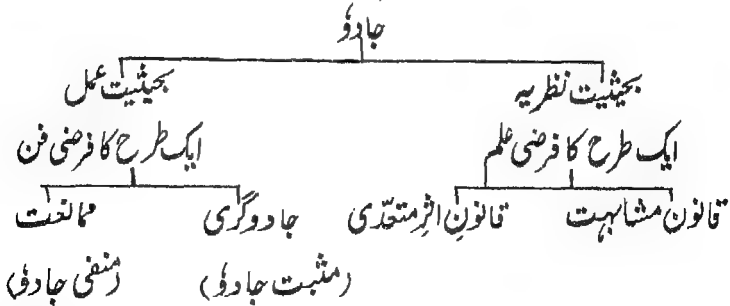 جادوٗ
بحیثیت نظریہ بحیثیت عمل
ایک طرح کا فرضی علم ایک طرح کا فرضی فن
قانون مشابہت قانونِ اثرِ متعدّی جادوگری ممانعت
(مثبت جادوٗ) (منفی جادوٗ)